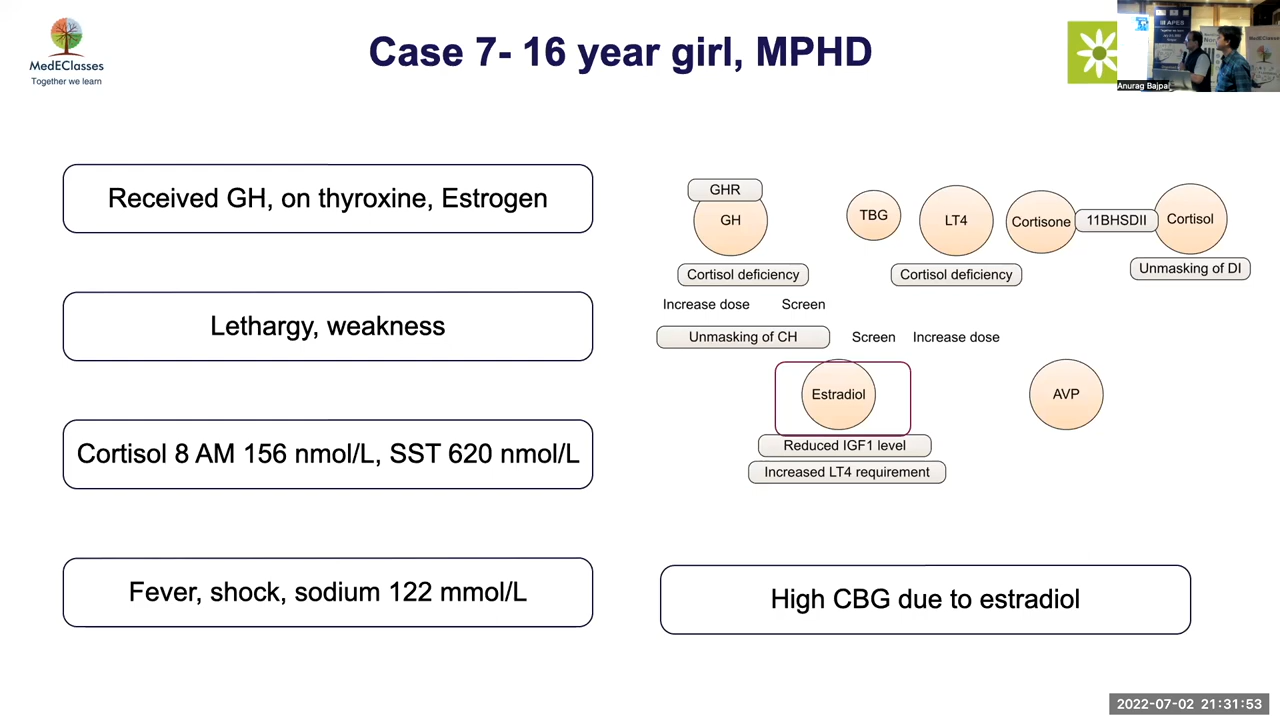 MedEClasses
Together we learn
Case 7- 16 year girl, MPHD
Anurag Bajpai
Received GH, on thyroxine, Estrogen
Lethargy, weakness
Cortisol 8 AM 156 nmol/L, SST 620 nmol/L
Fever, shock, sodium 122 mmol/L
GHR
GH
TBG
LT4
Cortisone
11BHSDII
Cortisol
Cortisol deficiency
Cortisol deficiency
Unmasking of DI
Increase dose
Screen
Unmasking of CH
Screen
Increase dose
Estradiol
AVP
Reduced IGF1 level
Increased LT4 requirement
High CBG due to estradiol
2022-07-02 21:31:53